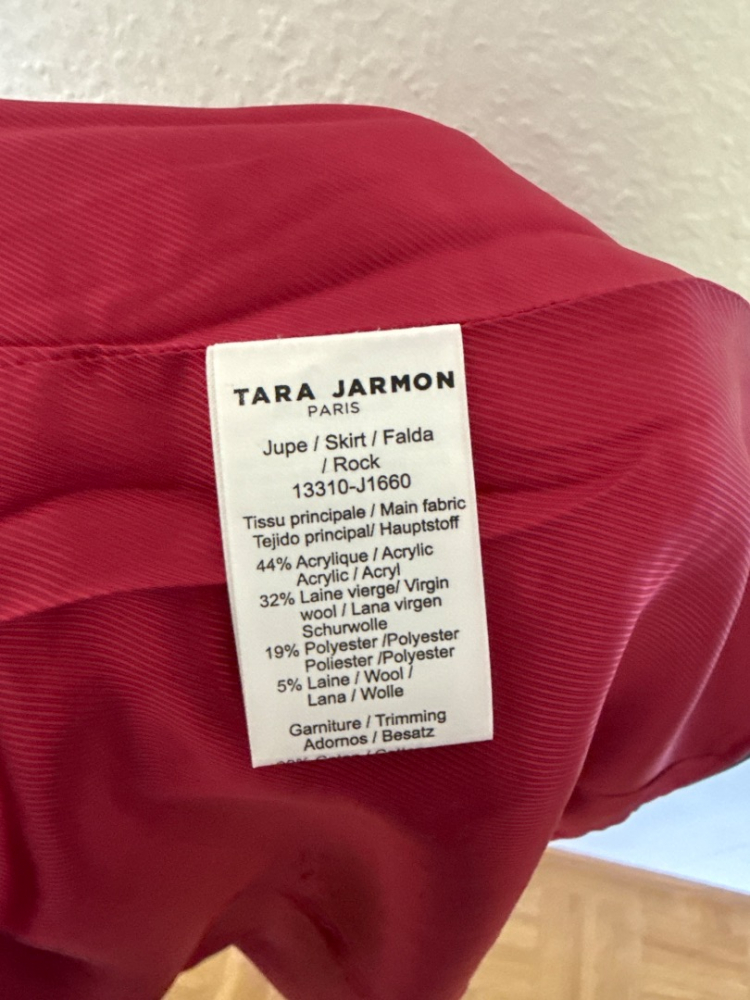 TARA JARMON
PARIS
Jupe / Skirt / Falda
/ Rock
13310-J1660
Tissu principale / Main fabric
Tejido principal/ Hauptstoff
44% Acrylique / Acrylic
Acrylic / Acryl
32% Laine vierge/ Virgin
wool / Lana virgen
Schurwolle
19% Polyester /Polyester
Poliester /Polyester
5% Laine / Wool /
Lana / Wolle
Garniture / Trimming
Adornos / Besatz